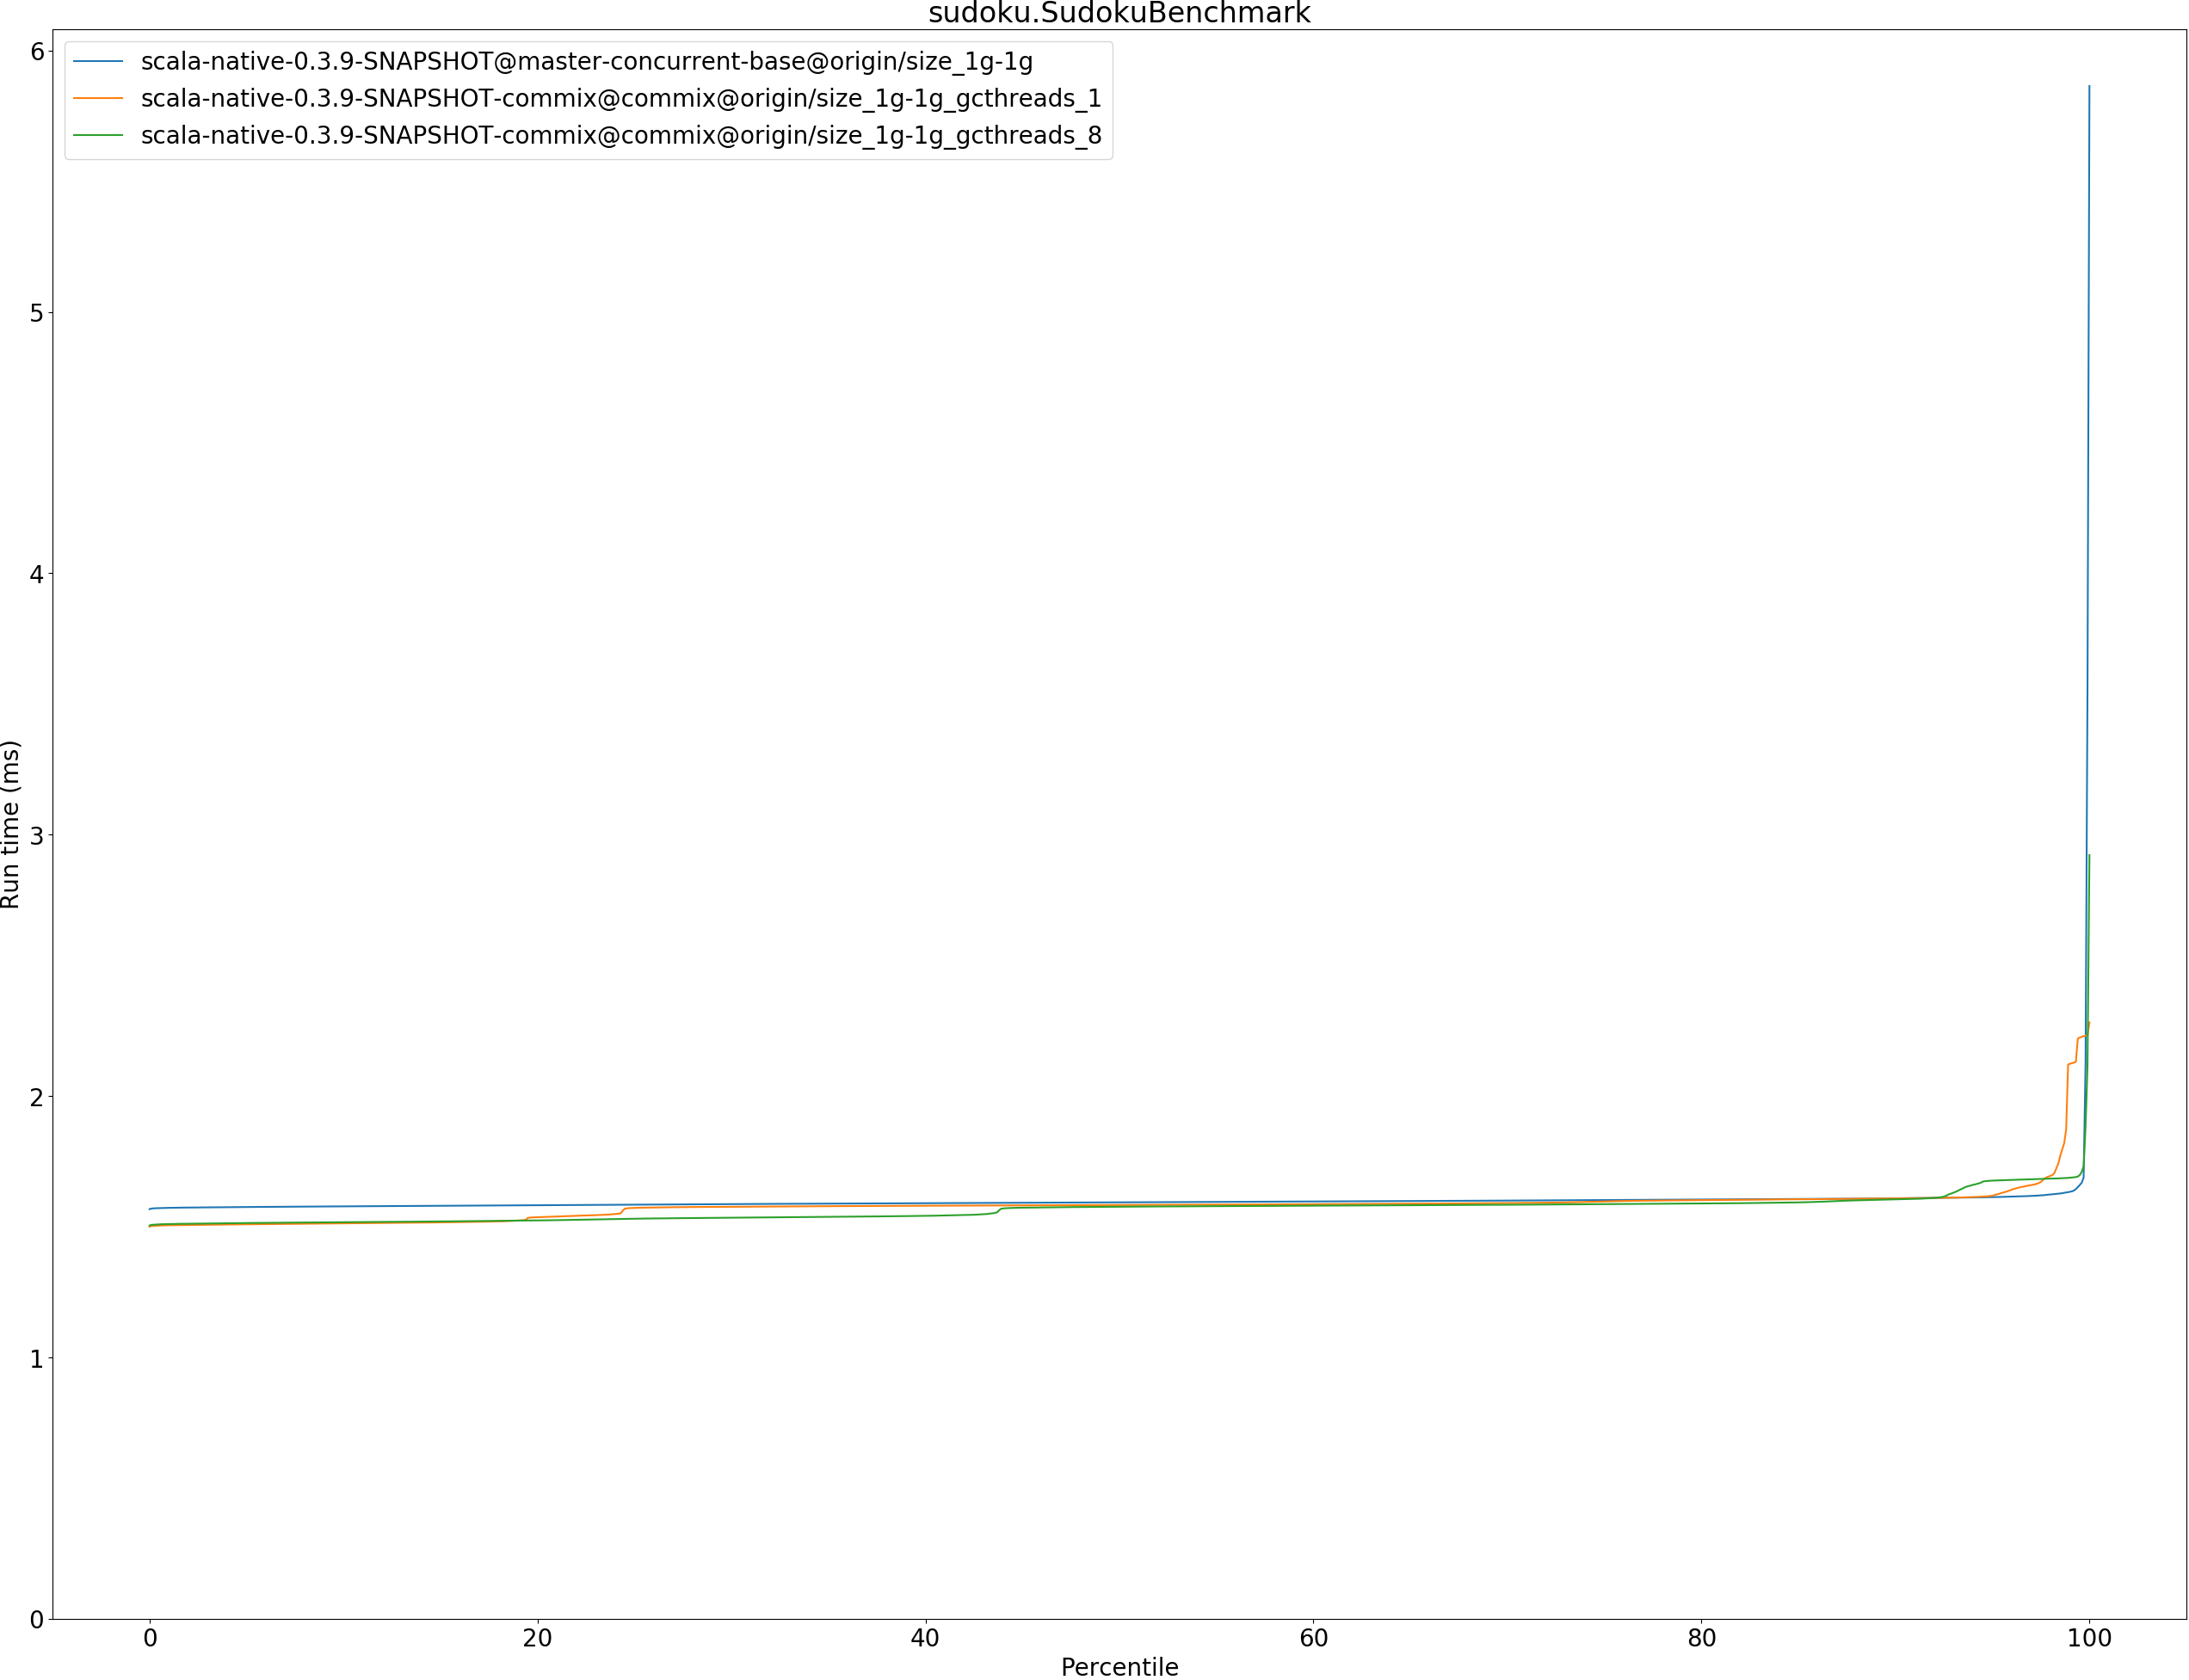 sudoku.SudokuBenchmark
scala-native-0.3.9-SNAPSHOT@master-concurrent-base@origin/size_1g-1g
scala-native-0.3.9-SNAPSHOT-commix@commix@origin/size_1g-1g_gcthreads_1
scala-native-0.3.9-SNAPSHOT-commix@commix@origin/size_1g-1g_gcthreads_8
6
5
4
3
2
1
0
Run time (ms)
0 20 40 60 80 100
Percentile